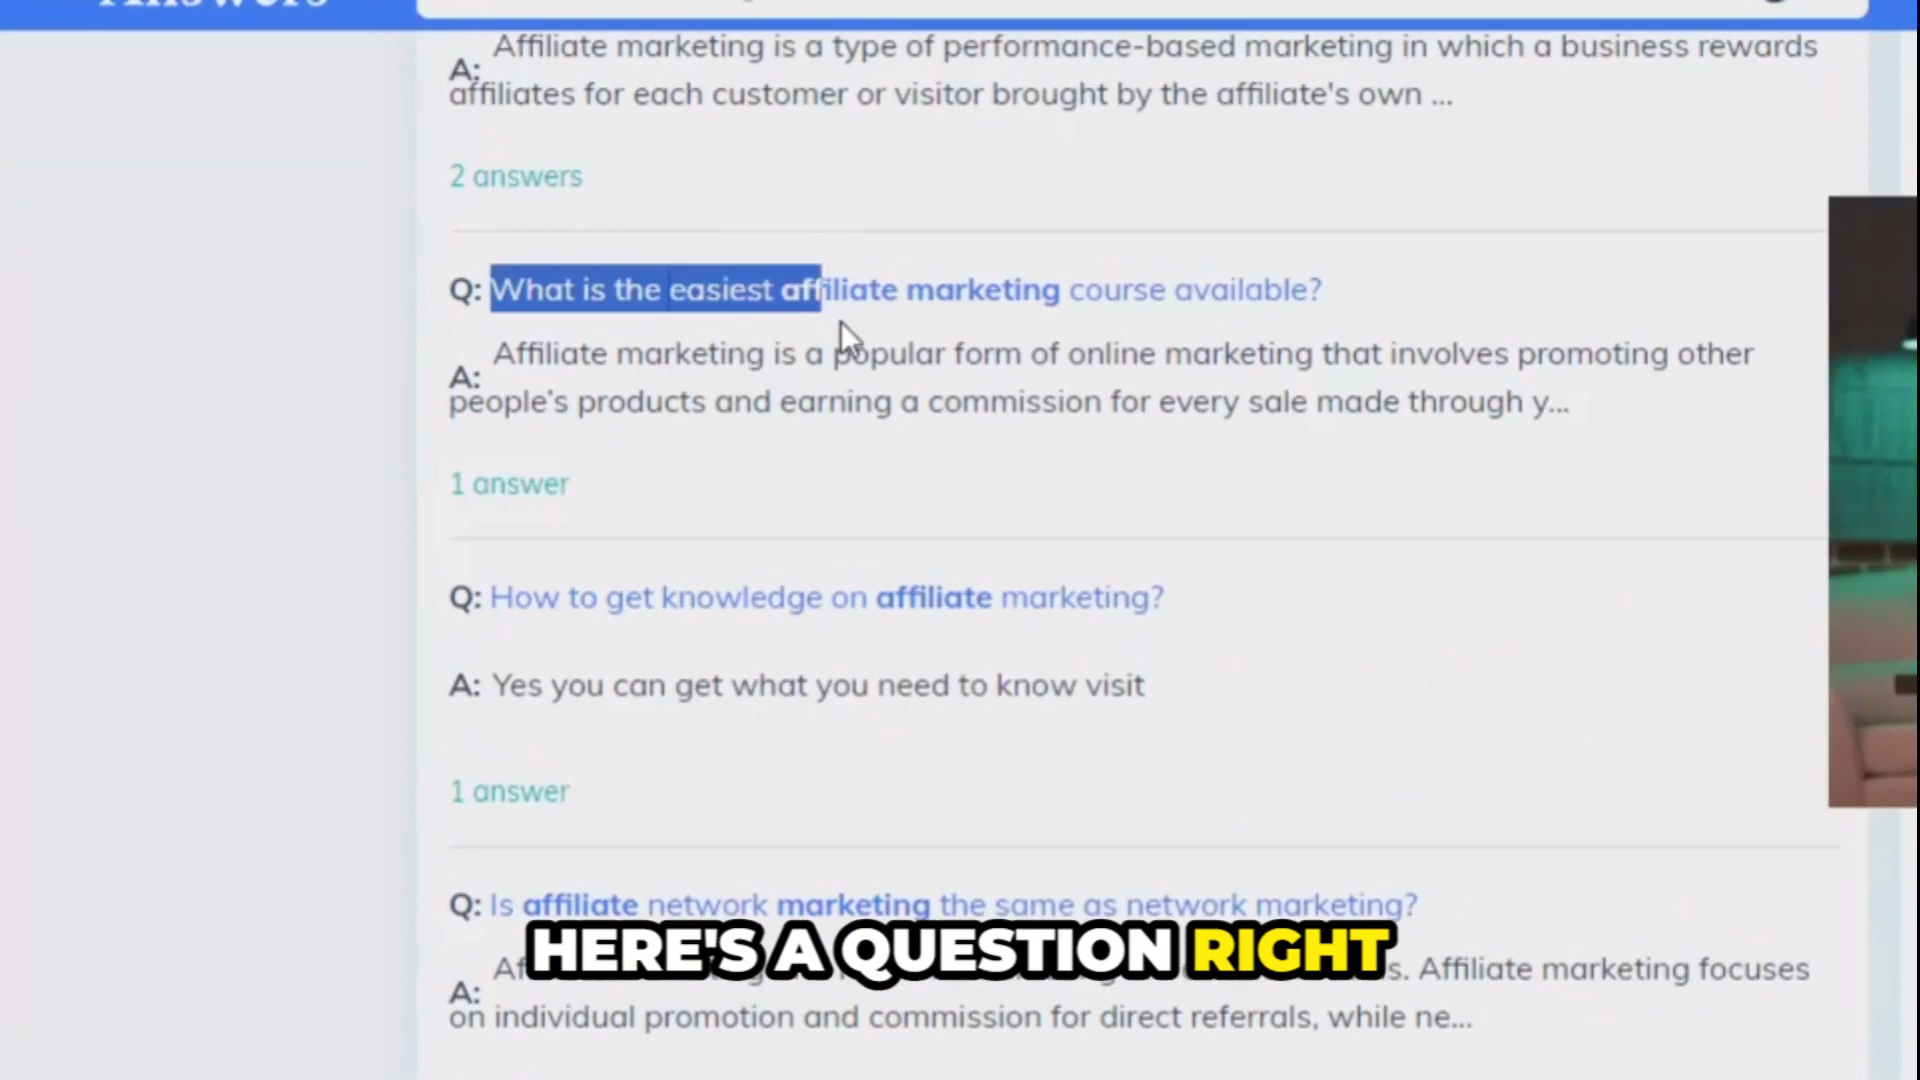 Answers
Affiliate marketing is a type of performance-based marketing in which a business rewards
A:
affiliates for each customer or visitor brought by the affiliate's own ...
2 answers
Q: What is the easiest affiliate marketing course available?
Affiliate marketing is a popular form of online marketing that involves promoting other
A:
people's products and earning a commission for every sale made through y...
1 answer
Q: How to get knowledge on affiliate marketing?
A: Yes you can get what you need to know visit
1 answer
Q: Is affiliate network marketing the same as network marketing?
HERE'S A QUESTION RIGHT
s. Affiliate marketing focuses
A:
on individual promotion and commission for direct referrals, while ne...